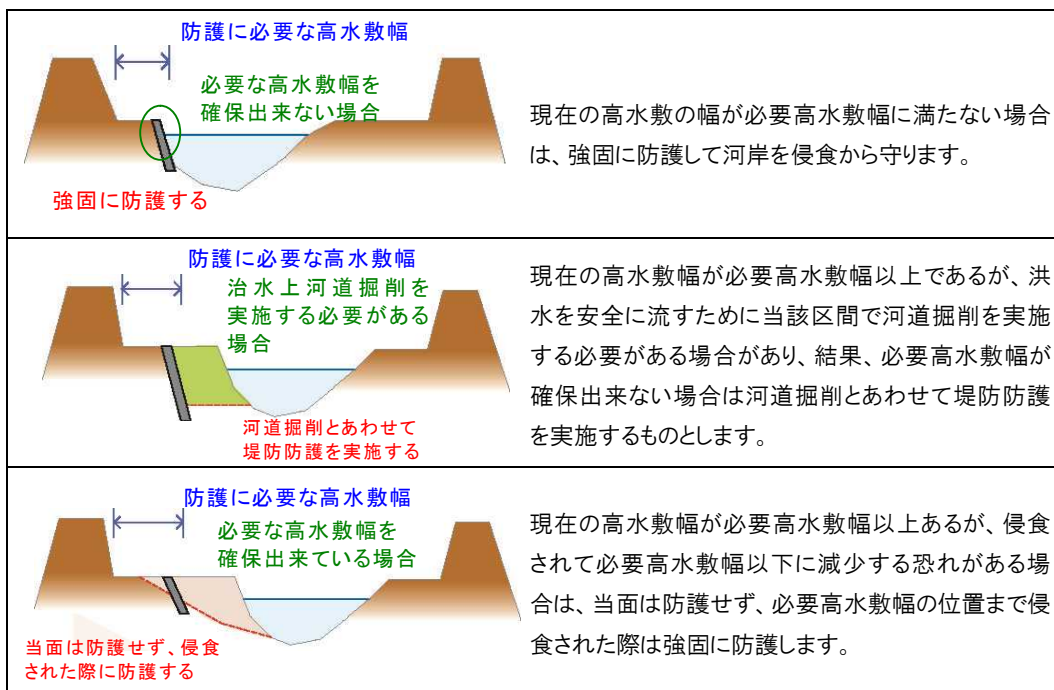 防護に必要な高水敷幅
必要な高水敷幅を
確保出来ない場合
強固に防護する
現在の高水敷の幅が必要高水敷幅に満たない場合
は、強固に防護して河岸を侵食から守ります。
防護に必要な高水敷幅
治水上河道掘削を
実施する必要がある
場合
河道掘削とあわせて
堤防防護を実施する
現在の高水敷幅が必要高水敷幅以上であるが、洪
水を安全に流すために当該区間で河道掘削を実施
する必要がある場合があり、結果、必要高水敷幅が
確保出来ない場合は河道掘削とあわせて堤防防護
を実施するものとします。
防護に必要な高水敷幅
必要な高水敷幅を
確保出来ている場合
当面は防護せず、侵食
された際に防護する
現在の高水敷幅が必要高水敷幅以上あるが、侵食
されて必要高水敷幅以下に減少する恐れがある場
合は、当面は防護せず、必要高水敷幅の位置まで侵
食された際は強固に防護します。